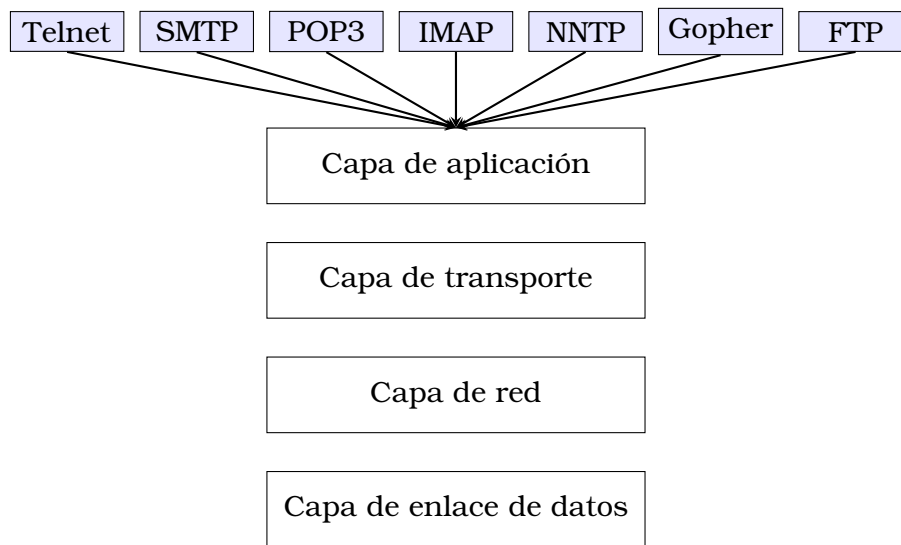 Telnet SMTP POP3 IMAP NNTP Gopher FTP
Capa de aplicación
Capa de transporte
Capa de red
Capa de enlace de datos